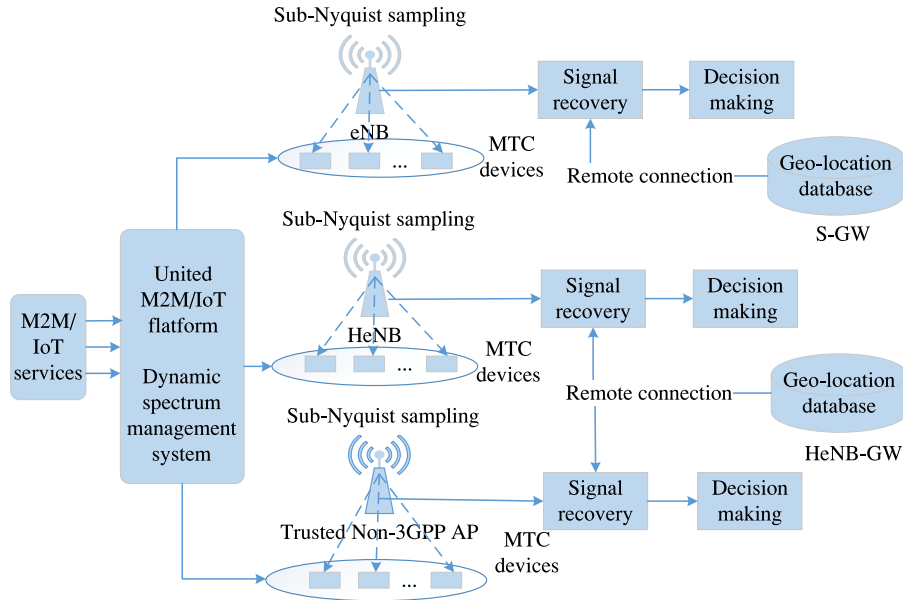 Sub-Nyquist sampling
Signal
recovery
Decision
making
eNB
MTC
devices
...
Remote connection
Geo-location
database
S-GW
Sub-Nyquist sampling
United
M2M/IoT
flatform
Dynamic
spectrum
management
system
M2M/
IoT
services
Signal
recovery
Decision
making
HeNB
MTC
devices
...
Remote connection
Geo-location
database
HeNB-GW
Sub-Nyquist sampling
Signal
recovery
Decision
making
Trusted Non-3GPP AP
MTC
devices
...